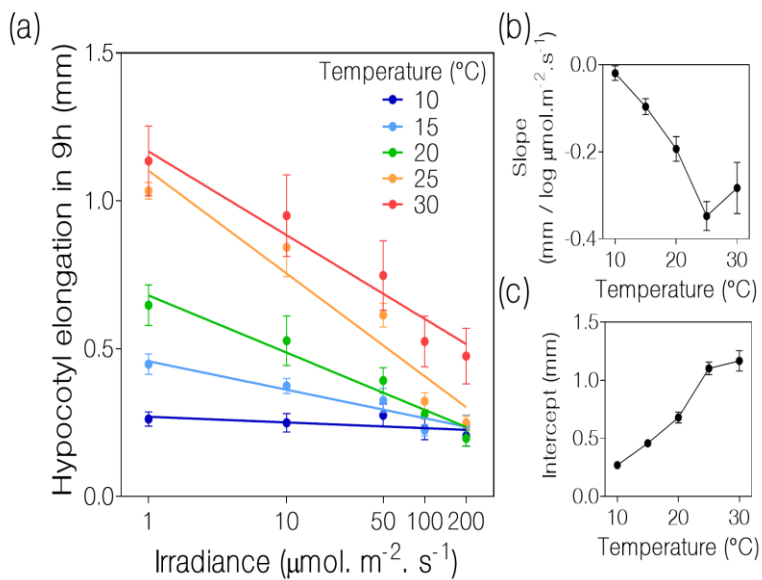 (a)
Hypocotyl elongation in 9h (mm)
1.5
1.0
0.5
0.0
Temperature (°C)
10
15
20
25
30
1 10 50 100 200
Irradiance (μmol. m⁻². s⁻¹)
(b)
Slope
(mm / log μmol.m⁻².s⁻¹)
0.0
-0.2
-0.4
10 20 30
Temperature (°C)
(c)
Intercept (mm)
1.5
1.0
0.5
0.0
10 20 30
Temperature (°C)